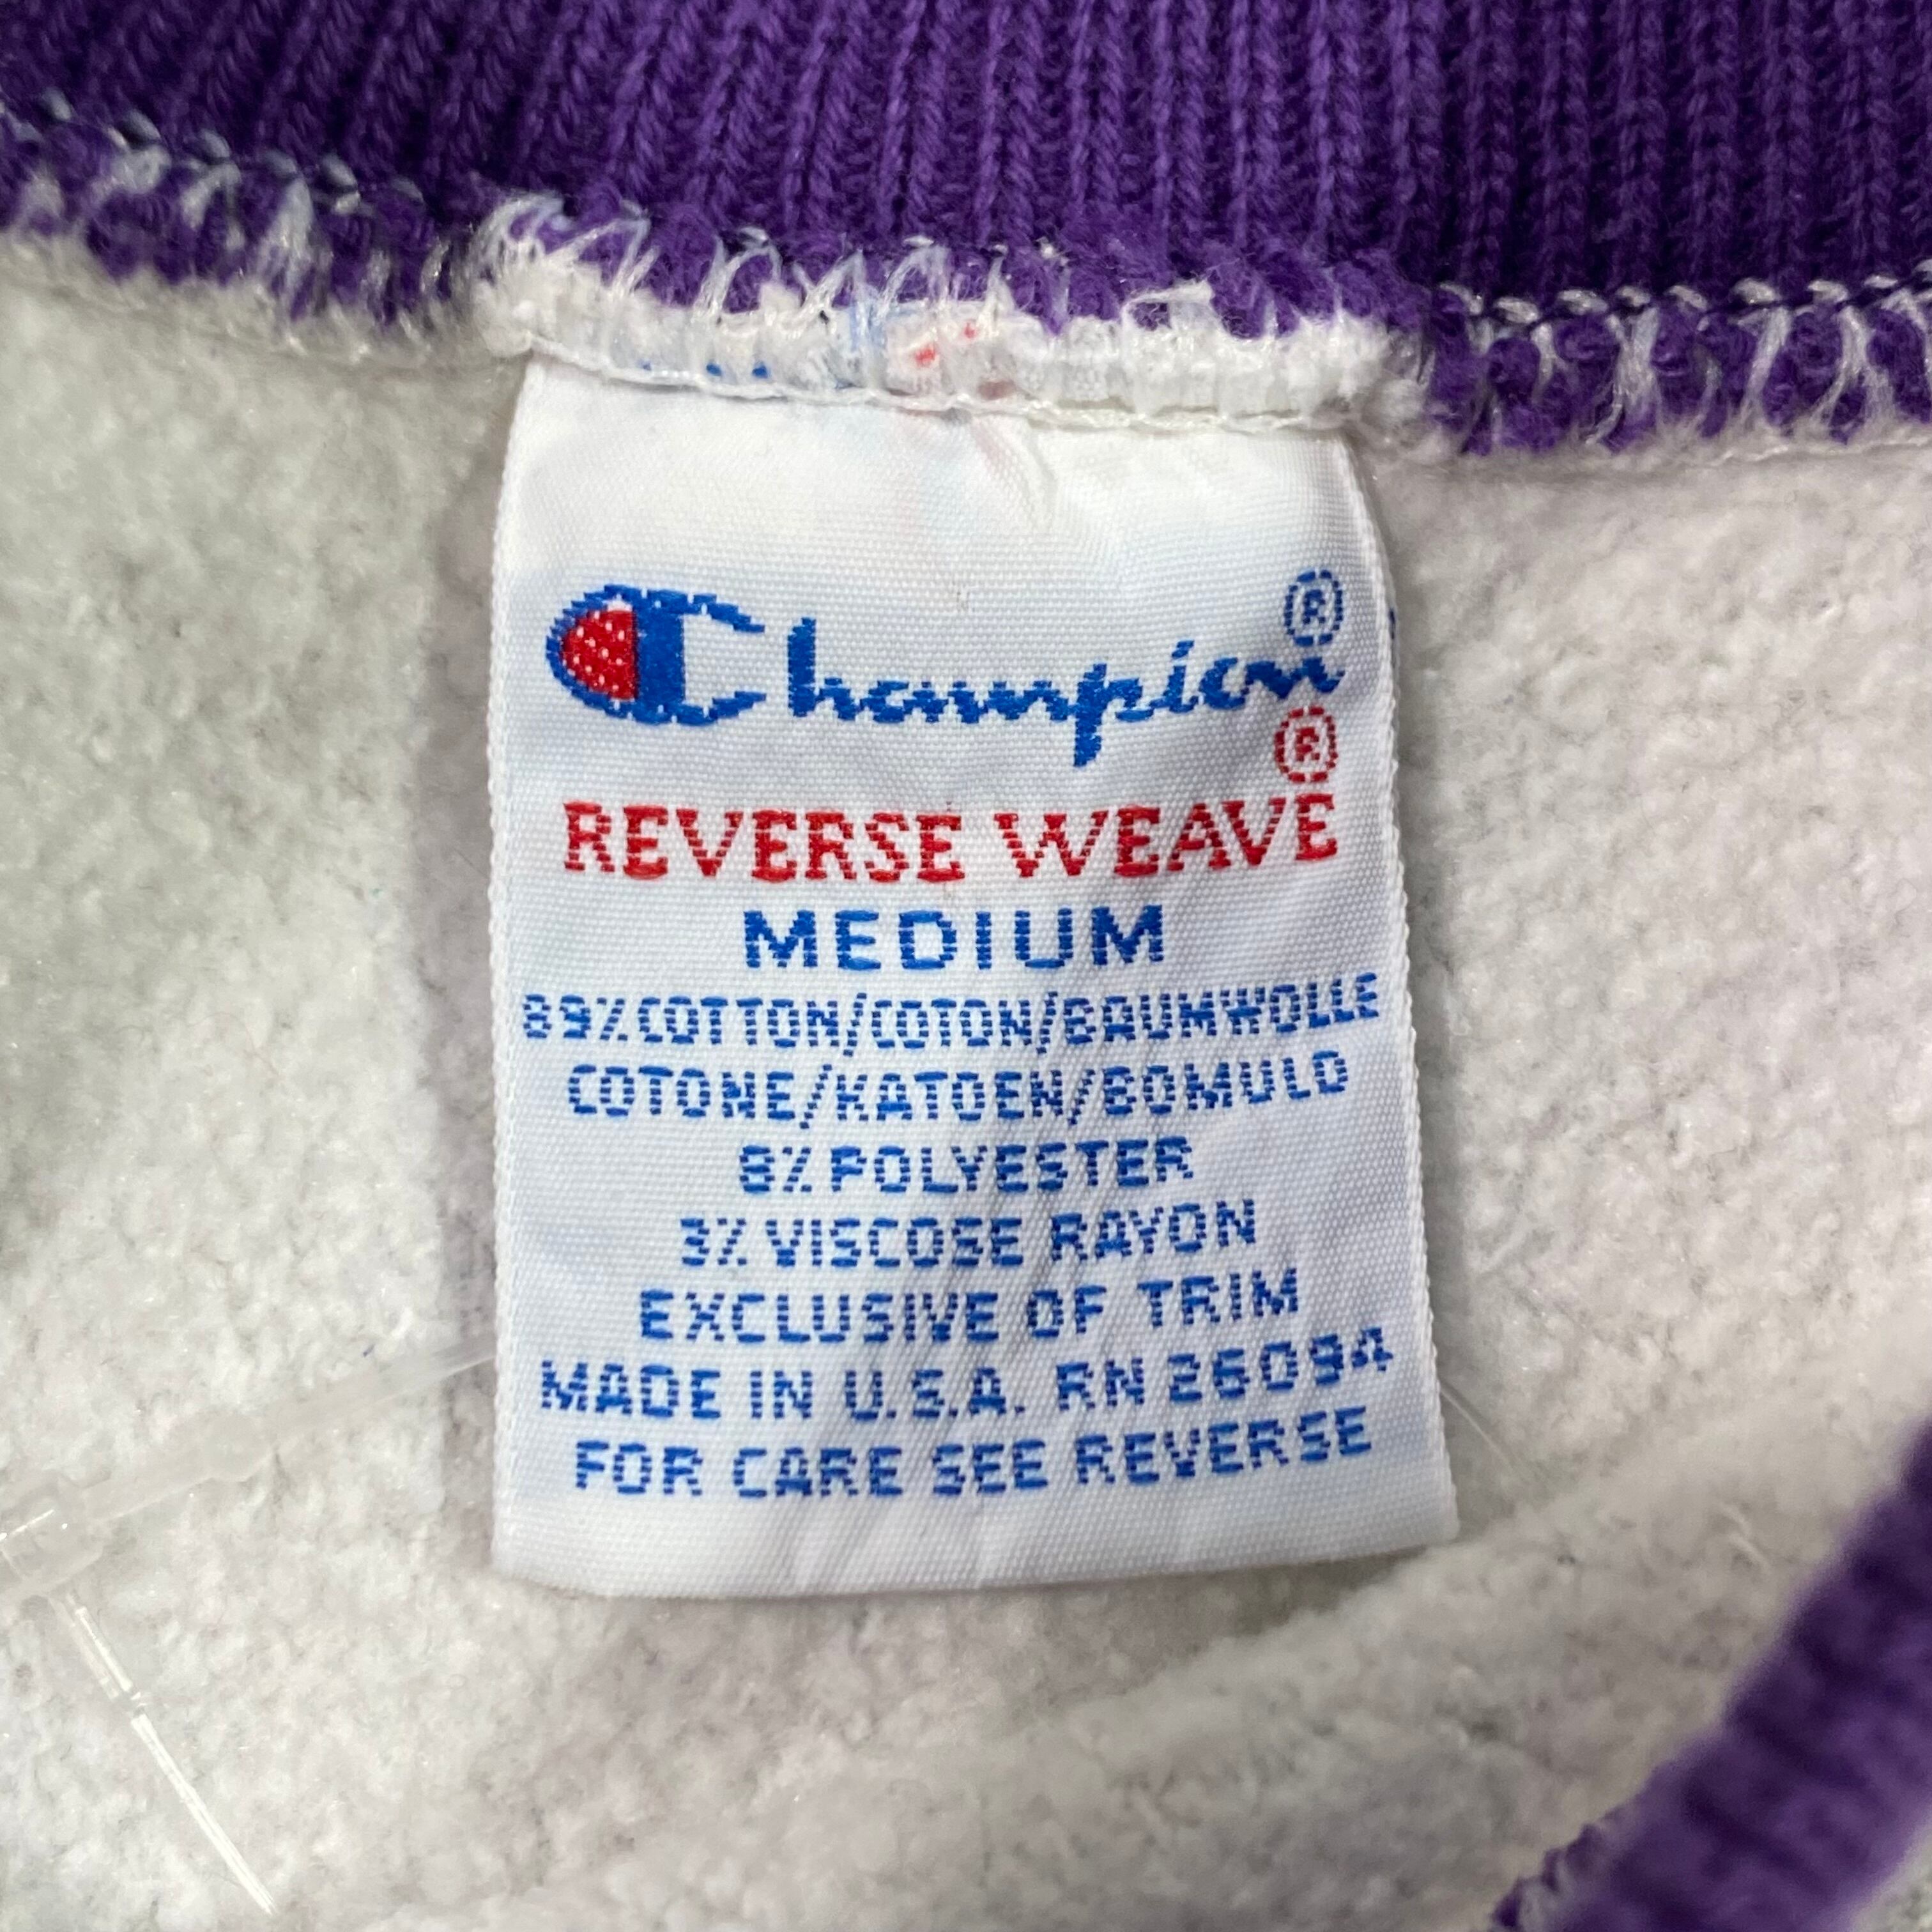 Champion®
®
REVERSE WEAVE
MEDIUM
89% COTTON/COTON/BAUMWOLLE
COTONE/KATOEN/BOMULD
8% POLYESTER
3% VISCOSE RAYON
EXCLUSIVE OF TRIM
MADE IN U.S.A. RN 26094
FOR CARE SEE REVERSE